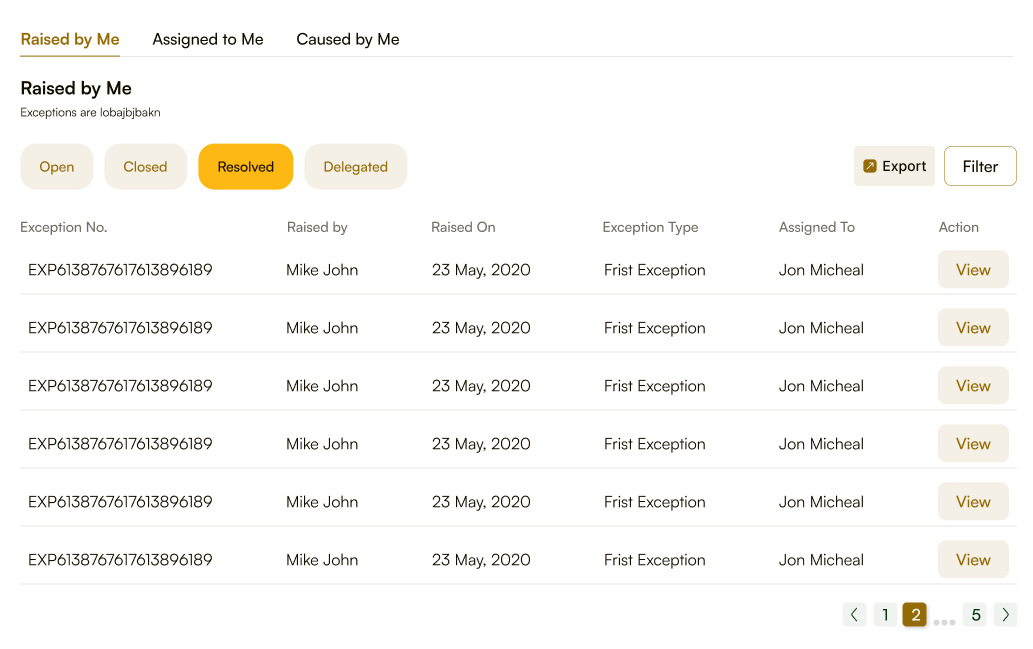 Raised by Me Assigned to Me Caused by Me
Raised by Me
Exceptions are lobajbjbakn
Open Closed Resolved Delegated Export Filter
Exception No. Raised by Raised On Exception Type Assigned To Action
EXP6138767617613896189 Mike John 23 May, 2020 Frist Exception Jon Micheal View
EXP6138767617613896189 Mike John 23 May, 2020 Frist Exception Jon Micheal View
EXP6138767617613896189 Mike John 23 May, 2020 Frist Exception Jon Micheal View
EXP6138767617613896189 Mike John 23 May, 2020 Frist Exception Jon Micheal View
EXP6138767617613896189 Mike John 23 May, 2020 Frist Exception Jon Micheal View
EXP6138767617613896189 Mike John 23 May, 2020 Frist Exception Jon Micheal View
1 2 ... 5